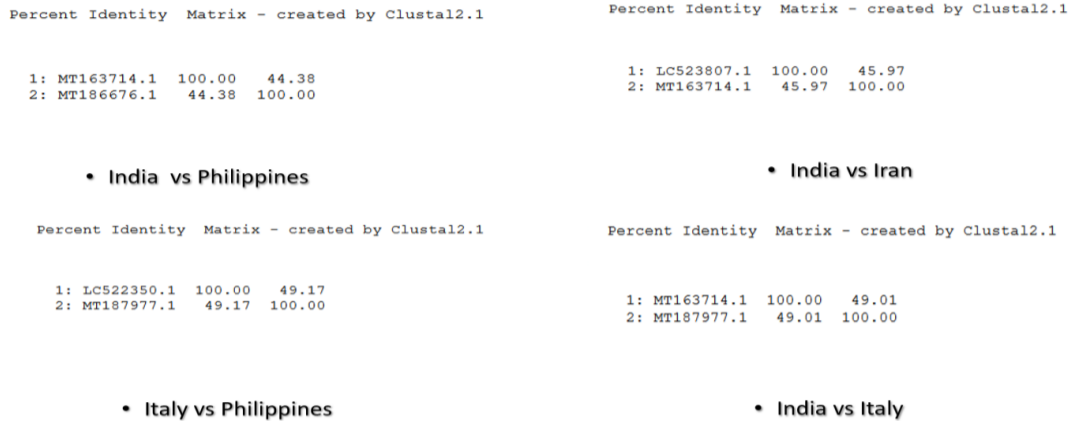 Percent Identity  Matrix - created by Clustal2.1
1: MT163714.1  100.00   44.38
2: MT186676.1   44.38  100.00
• India  vs Philippines
Percent Identity  Matrix - created by Clustal2.1
1: LC523807.1  100.00   45.97
2: MT163714.1   45.97  100.00
• India vs Iran
Percent Identity  Matrix - created by Clustal2.1
1: LC522350.1  100.00   49.17
2: MT187977.1   49.17  100.00
• Italy vs Philippines
Percent Identity  Matrix - created by Clustal2.1
1: MT163714.1  100.00   49.01
2: MT187977.1   49.01  100.00
• India vs Italy